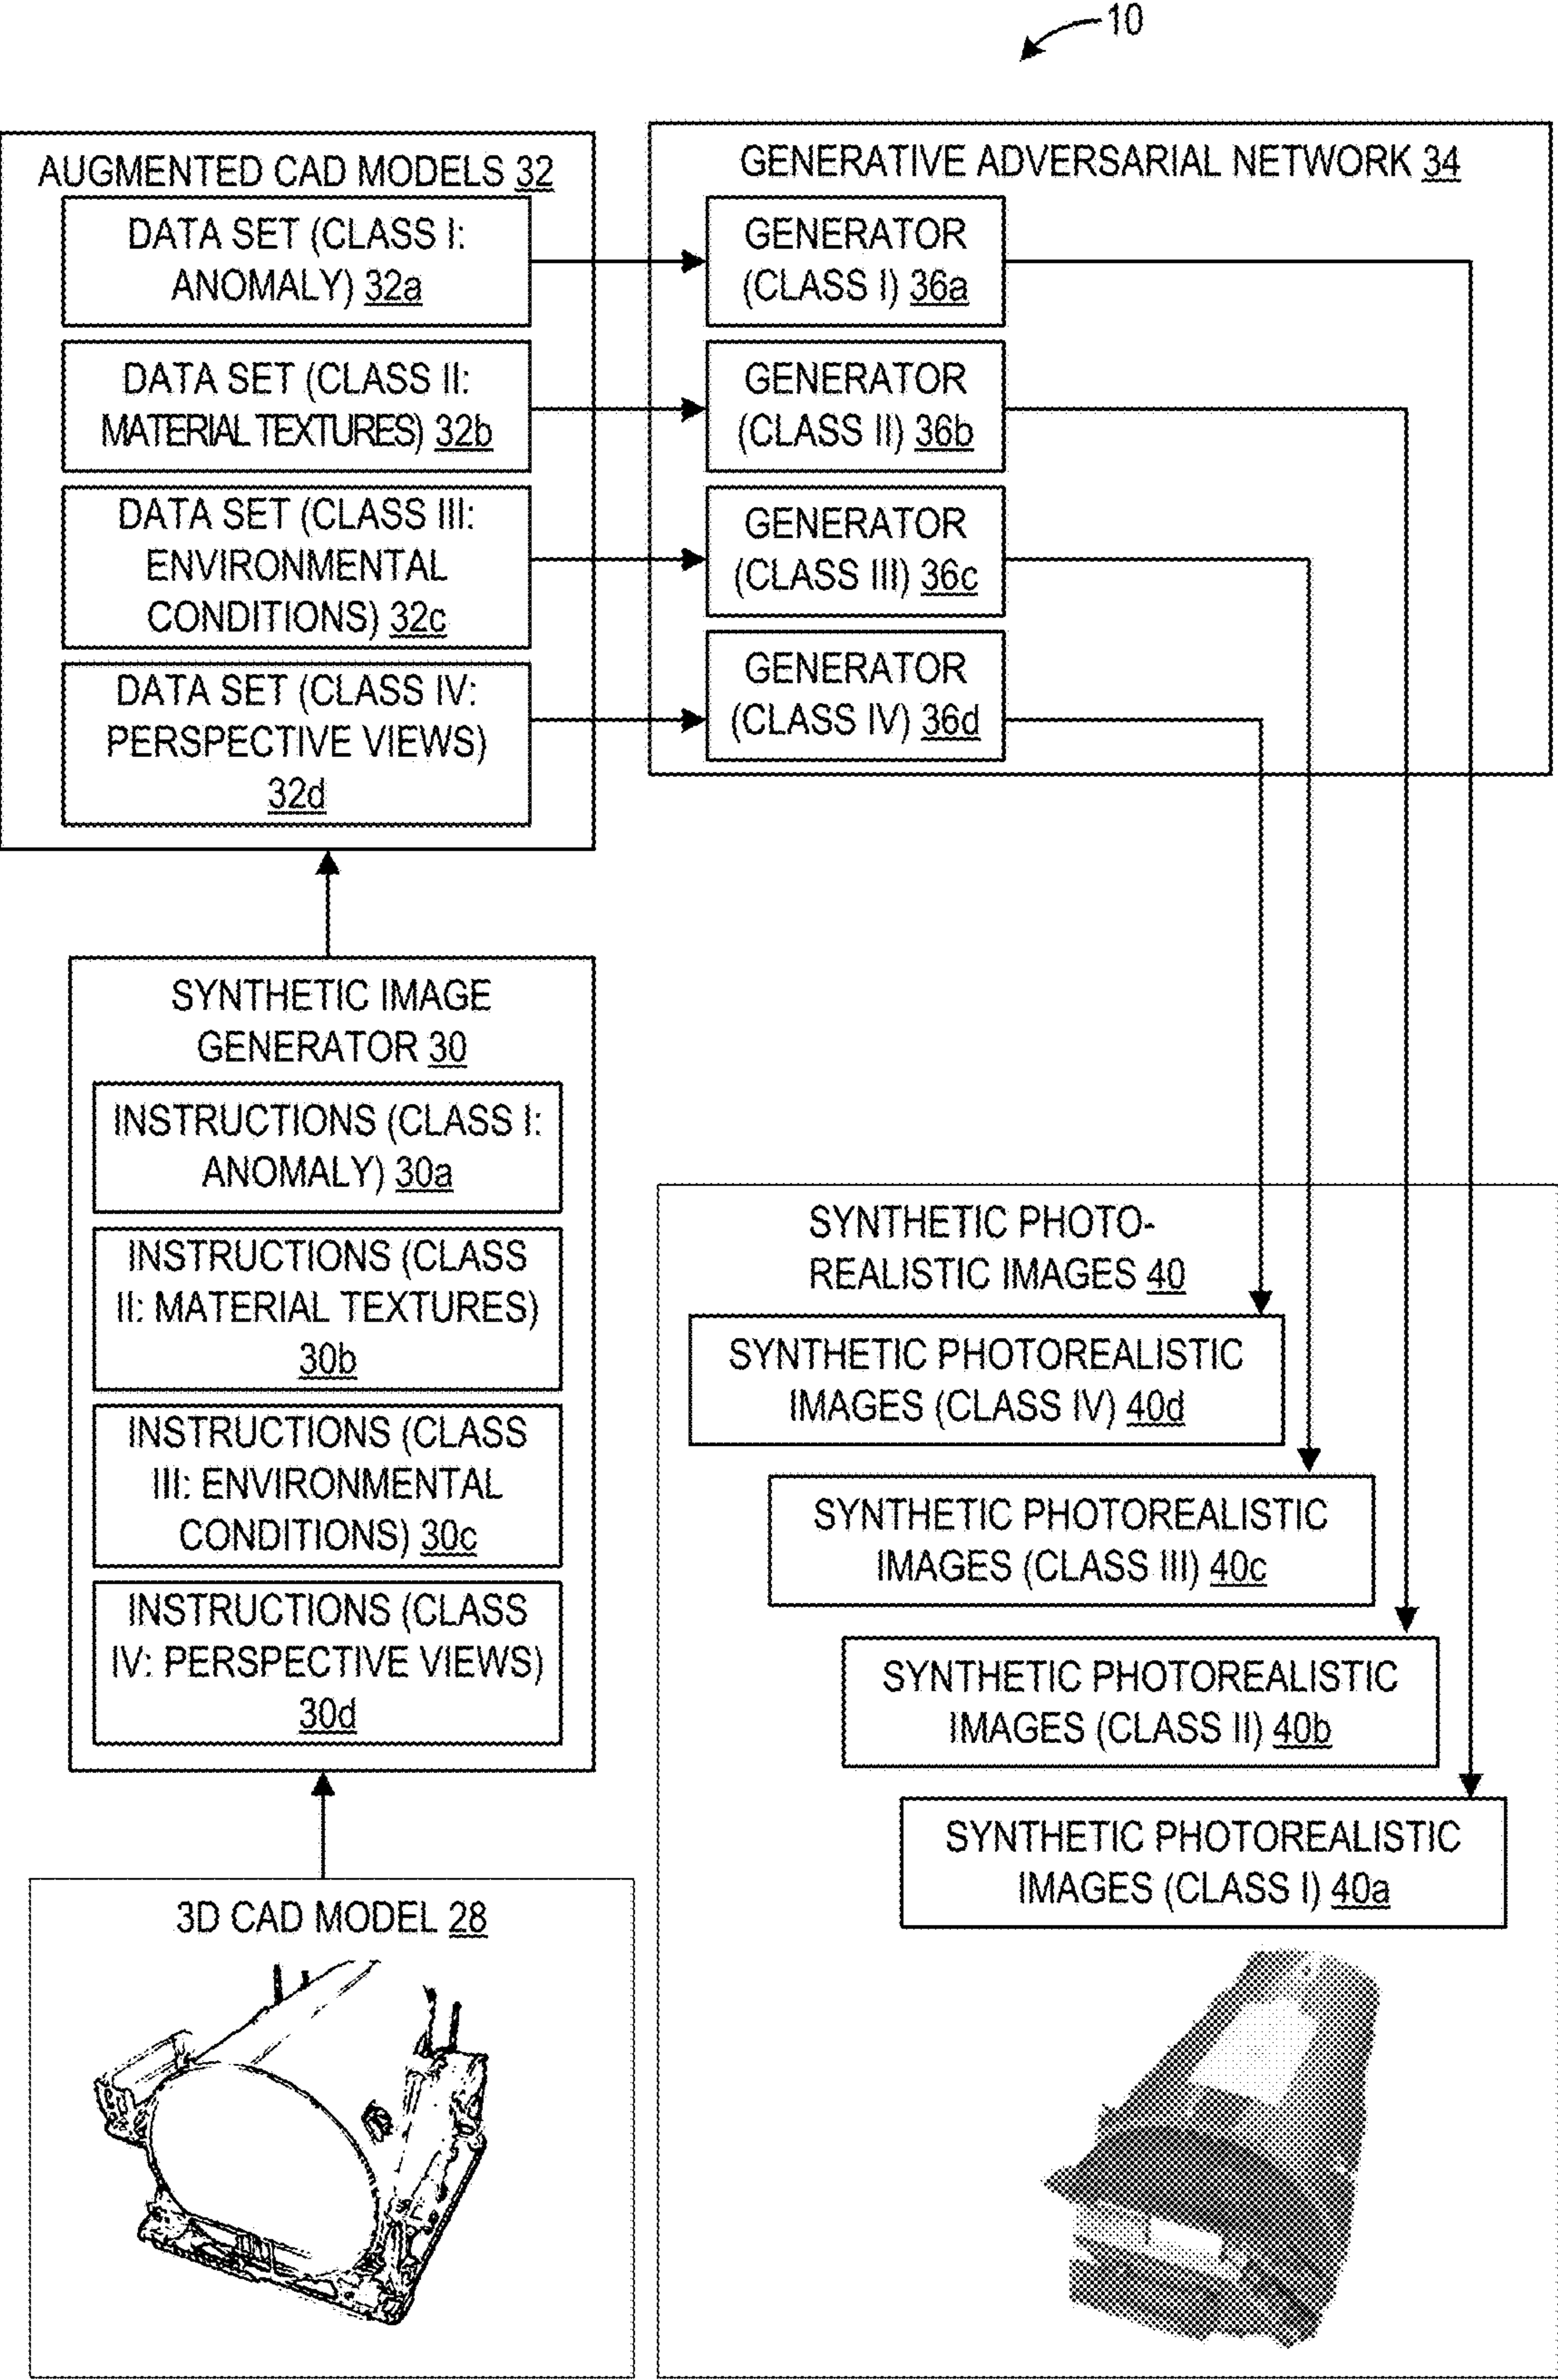 10
AUGMENTED CAD MODELS 32
DATA SET (CLASS I:
ANOMALY) 32a
DATA SET (CLASS II:
MATERIAL TEXTURES) 32b
DATA SET (CLASS III:
ENVIRONMENTAL
CONDITIONS) 32c
DATA SET (CLASS IV:
PERSPECTIVE VIEWS)
32d
GENERATIVE ADVERSARIAL NETWORK 34
GENERATOR
(CLASS I) 36a
GENERATOR
(CLASS II) 36b
GENERATOR
(CLASS III) 36c
GENERATOR
(CLASS IV) 36d
SYNTHETIC IMAGE
GENERATOR 30
INSTRUCTIONS (CLASS I:
ANOMALY) 30a
INSTRUCTIONS (CLASS
II: MATERIAL TEXTURES)
30b
INSTRUCTIONS (CLASS
III: ENVIRONMENTAL
CONDITIONS) 30c
INSTRUCTIONS (CLASS
IV: PERSPECTIVE VIEWS)
30d
3D CAD MODEL 28
SYNTHETIC PHOTO-
REALISTIC IMAGES 40
SYNTHETIC PHOTOREALISTIC
IMAGES (CLASS IV) 40d
SYNTHETIC PHOTOREALISTIC
IMAGES (CLASS III) 40c
SYNTHETIC PHOTOREALISTIC
IMAGES (CLASS II) 40b
SYNTHETIC PHOTOREALISTIC
IMAGES (CLASS I) 40a